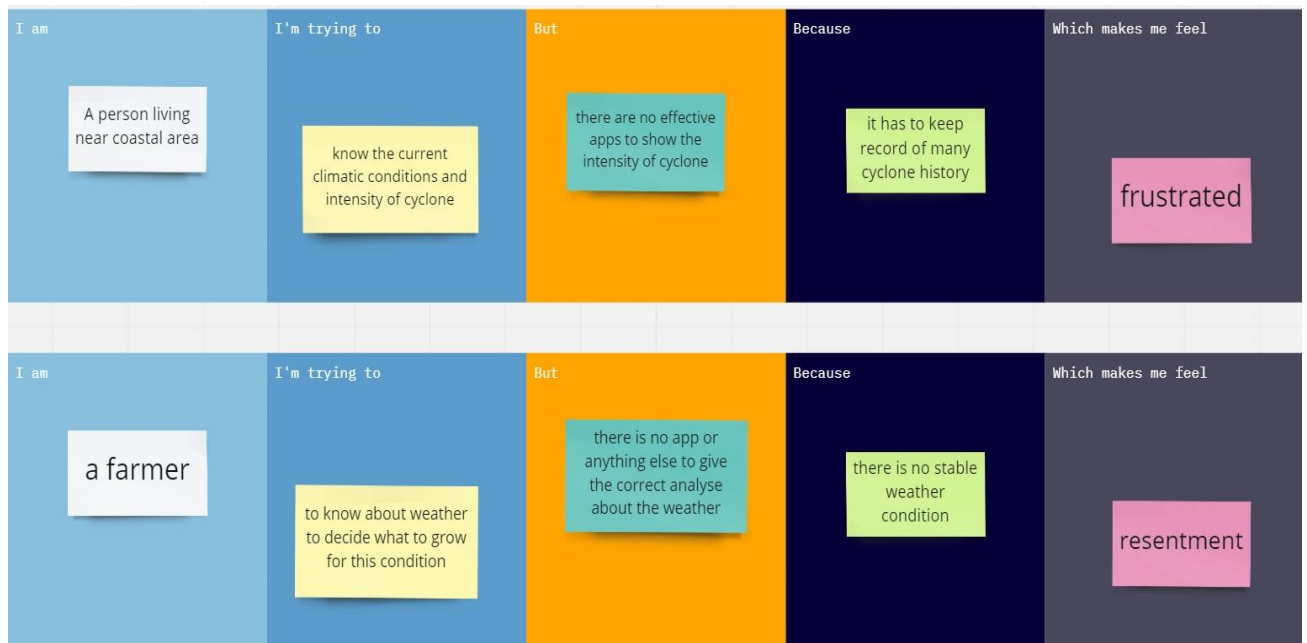 I am
A person living
near coastal area
I'm trying to
know the current
climatic conditions and
intensity of cyclone
But
there are no effective
apps to show the
intensity of cyclone
Because
it has to keep
record of many
cyclone history
Which makes me feel
frustrated
I am
a farmer
I'm trying to
to know about weather
to decide what to grow
for this condition
But
there is no app or
anything else to give
the correct analyse
about the weather
Because
there is no stable
weather
condition
Which makes me feel
resentment